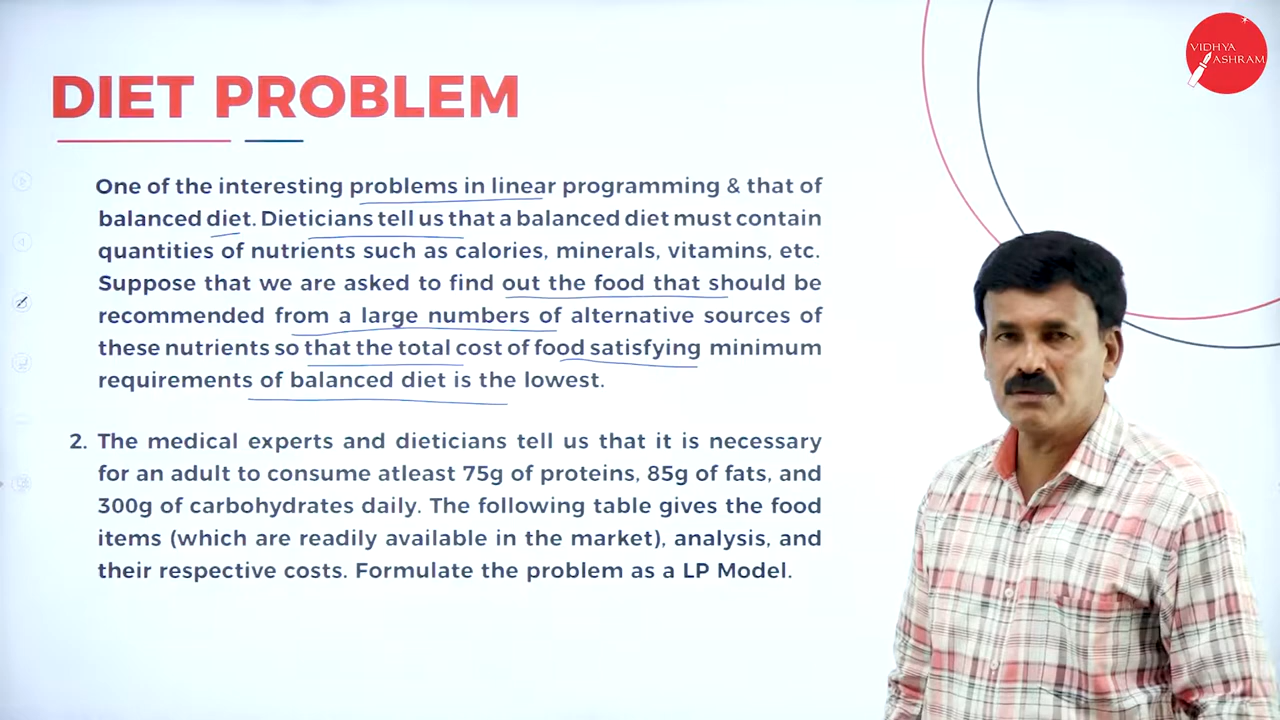 VIDHYA
ASHRAM
DIET PROBLEM
One of the interesting problems in linear programming & that of
balanced diet. Dieticians tell us that a balanced diet must contain
quantities of nutrients such as calories, minerals, vitamins, etc.
Suppose that we are asked to find out the food that should be
recommended from a large numbers of alternative sources of
these nutrients so that the total cost of food satisfying minimum
requirements of balanced diet is the lowest.
2. The medical experts and dieticians tell us that it is necessary
for an adult to consume atleast 75g of proteins, 85g of fats, and
300g of carbohydrates daily. The following table gives the food
items (which are readily available in the market), analysis, and
their respective costs. Formulate the problem as a LP Model.